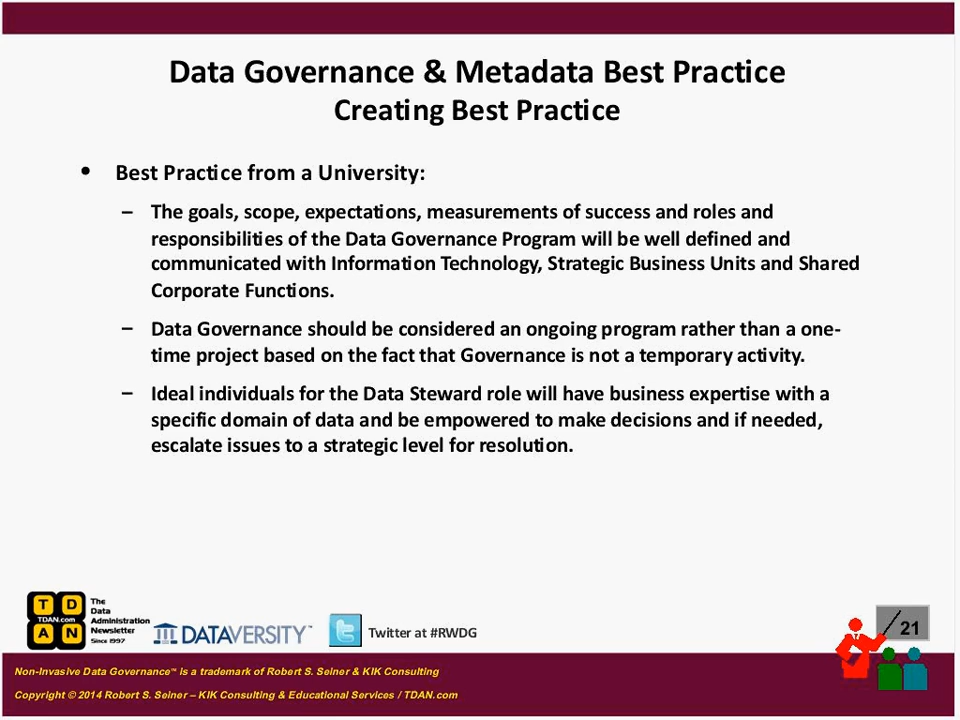 Data Governance & Metadata Best Practice
Creating Best Practice
• Best Practice from a University:
– The goals, scope, expectations, measurements of success and roles and
responsibilities of the Data Governance Program will be well defined and
communicated with Information Technology, Strategic Business Units and Shared
Corporate Functions.
– Data Governance should be considered an ongoing program rather than a one-
time project based on the fact that Governance is not a temporary activity.
– Ideal individuals for the Data Steward role will have business expertise with a
specific domain of data and be empowered to make decisions and if needed,
escalate issues to a strategic level for resolution.
T D
TDAN.com
A N
The
Data
Administration
Newsletter
Since 1997
DATAVERSITY™
Twitter at #RWDG
21
Non-Invasive Data Governance™ is a trademark of Robert S. Seiner & KIK Consulting
Copyright © 2014 Robert S. Seiner – KIK Consulting & Educational Services / TDAN.com